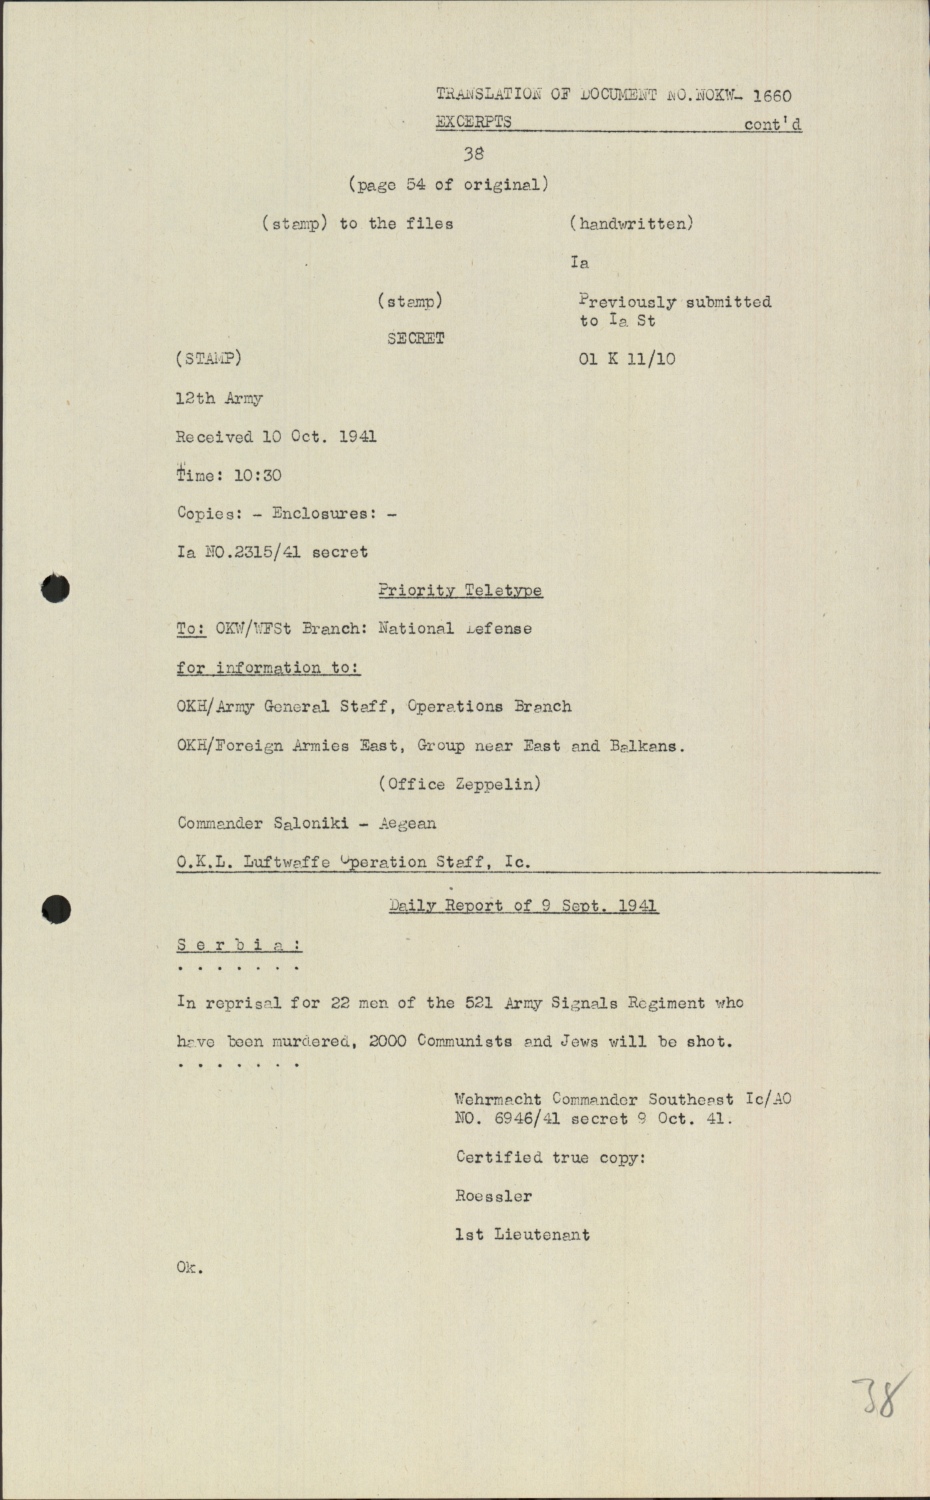 TRANSLATION OF DOCUMENT NO.NOKW- 1660
EXCERPTS cont'd
38
(page 54 of original)
(stamp) to the files (handwritten)
Ia
(stamp) Previously submitted
to Ia St
SECRET
(STAMP) 01 K 11/10
12th Army
Received 10 Oct. 1941
Time: 10:30
Copies: - Enclosures: -
Ia NO.2315/41 secret
Priority Teletype
To: OKW/WFSt Branch: National Defense
for information to:
OKH/Army General Staff, Operations Branch
OKH/Foreign Armies East, Group near East and Balkans.
(Office Zeppelin)
Commander Saloniki - Aegean
O.K.L. Luftwaffe Operation Staff, Ic.
Daily Report of 9 Sept. 1941
S e r b i a :
. . . . . . .
In reprisal for 22 men of the 521 Army Signals Regiment who
have been murdered, 2000 Communists and Jews will be shot.
. . . . . . .
Wehrmacht Commander Southeast Ic/AO
NO. 6946/41 secret 9 Oct. 41.
Certified true copy:
Roessler
1st Lieutenant
Ok.
38